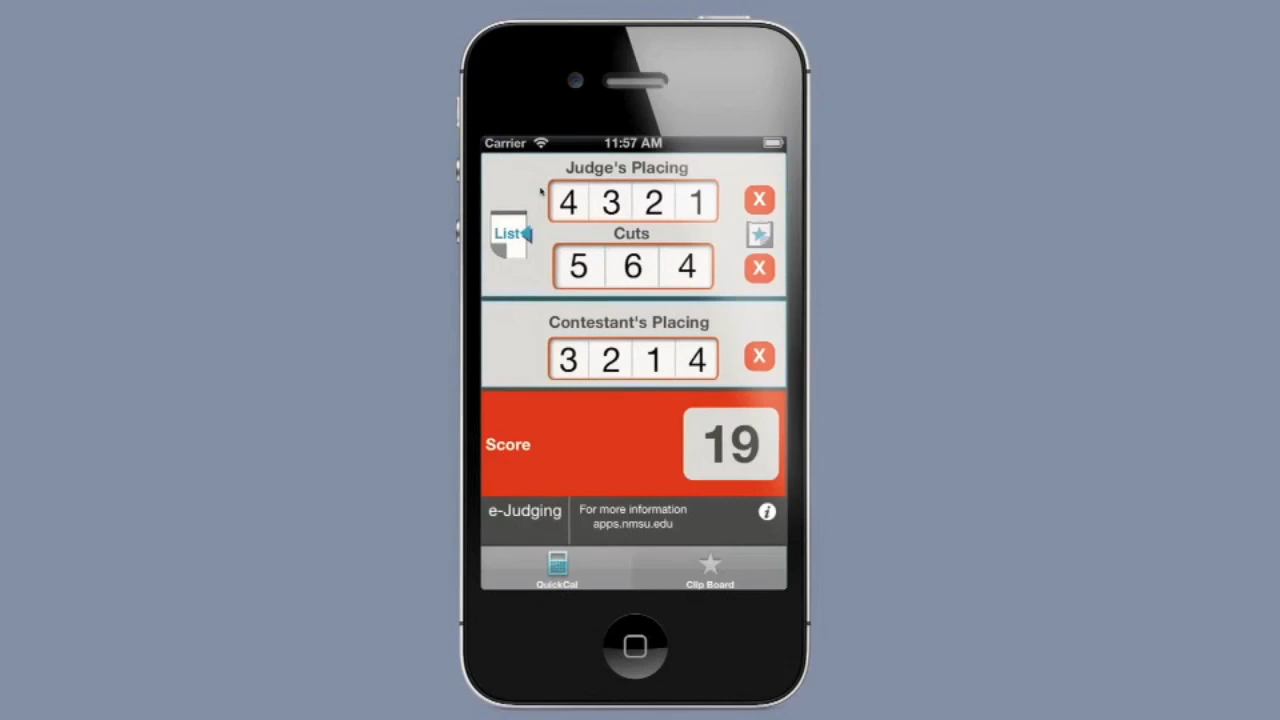 Carrier 11:57 AM
Judge's Placing
4 3 2 1
X
List
Cuts
5 6 4
X
Contestant's Placing
3 2 1 4
X
Score
19
e-Judging
For more information
apps.nmsu.edu
i
QuickCal
Clip Board